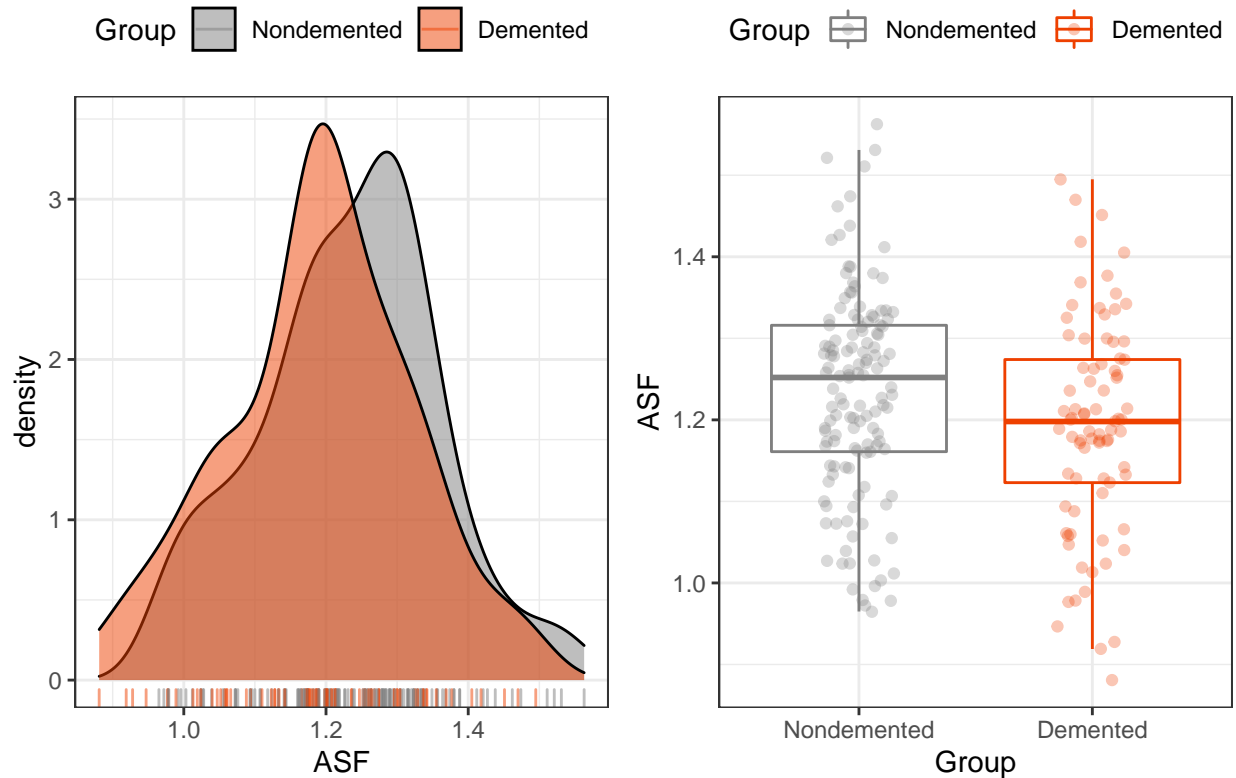 Group Nondemented Demented
density
3
2
1
0
1.0 1.2 1.4
ASF
Group Nondemented Demented
ASF
1.4
1.2
1.0
Nondemented Demented
Group